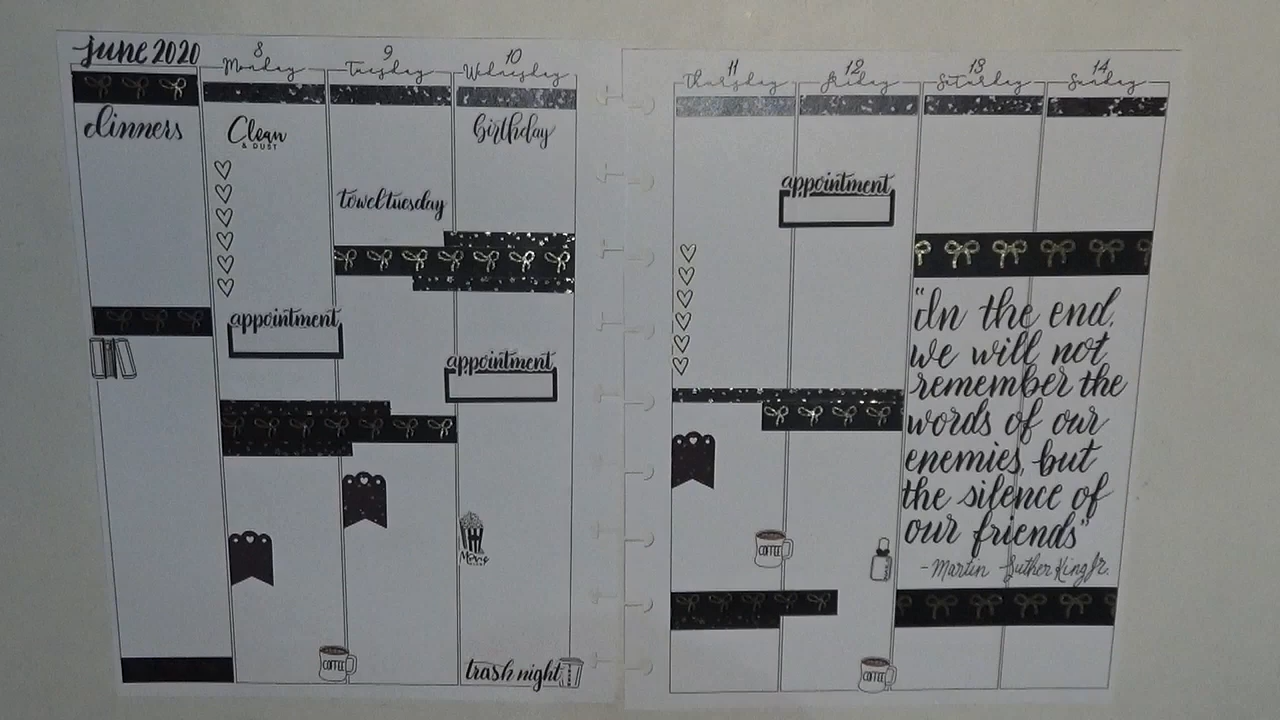 june 2020
8
Monday
9
Tuesday
10
Wednesday
dinners
Clean
& DUST
birthday
towel tuesday
appointment
appointment
Movie
COFFEE
trash night
11
Thursday
12
Friday
13
Saturday
14
Sunday
appointment
"In the end,
we will not
remember the
words of our
enemies, but
the silence of
our friends"
-Martin Luther King Jr.
COFFEE
COFFEE